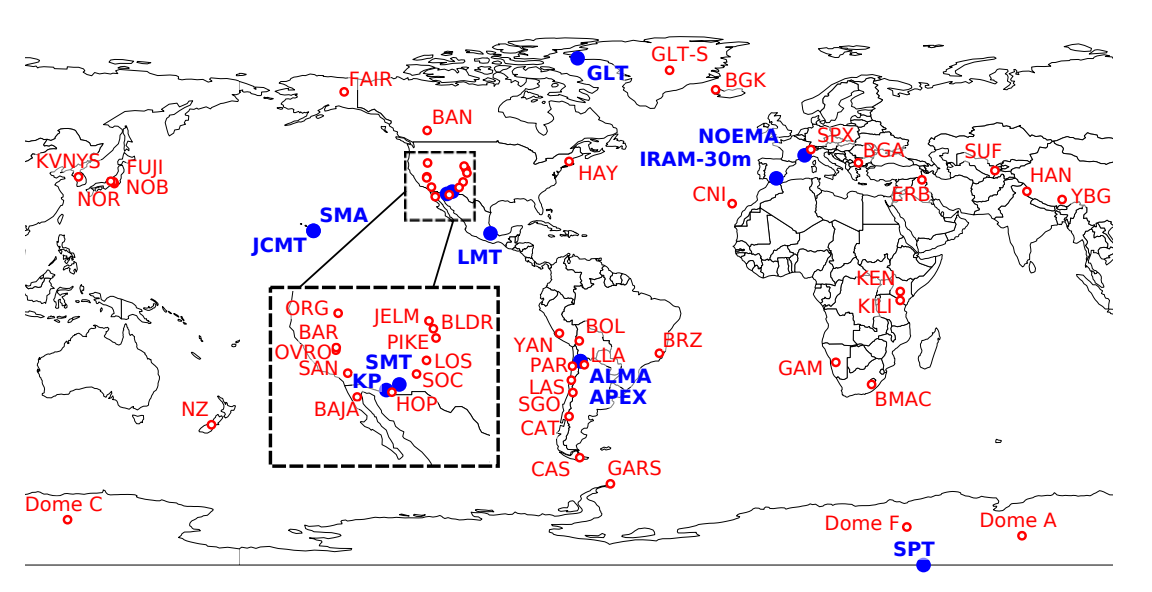 GLT-S
GLT
FAIR
BGK
BAN
NOEMA
SPX
IRAM-30m
BGA
SUF
KVNYS
FUJI
NOB
NOR
HAY
HAN
CNI
ERB
YBG
SMA
JCMT
LMT
KEN
KILI
ORG
JELM
BLDR
BAR
PIKE
OVRO
SMT
LOS
SAN
KP
SOC
BAJA
HOP
BOL
YAN
BRZ
LLA
PAR
ALMA
LAS
APEX
SGO
CAT
GAM
BMAC
NZ
CAS
GARS
Dome C
Dome F
Dome A
SPT